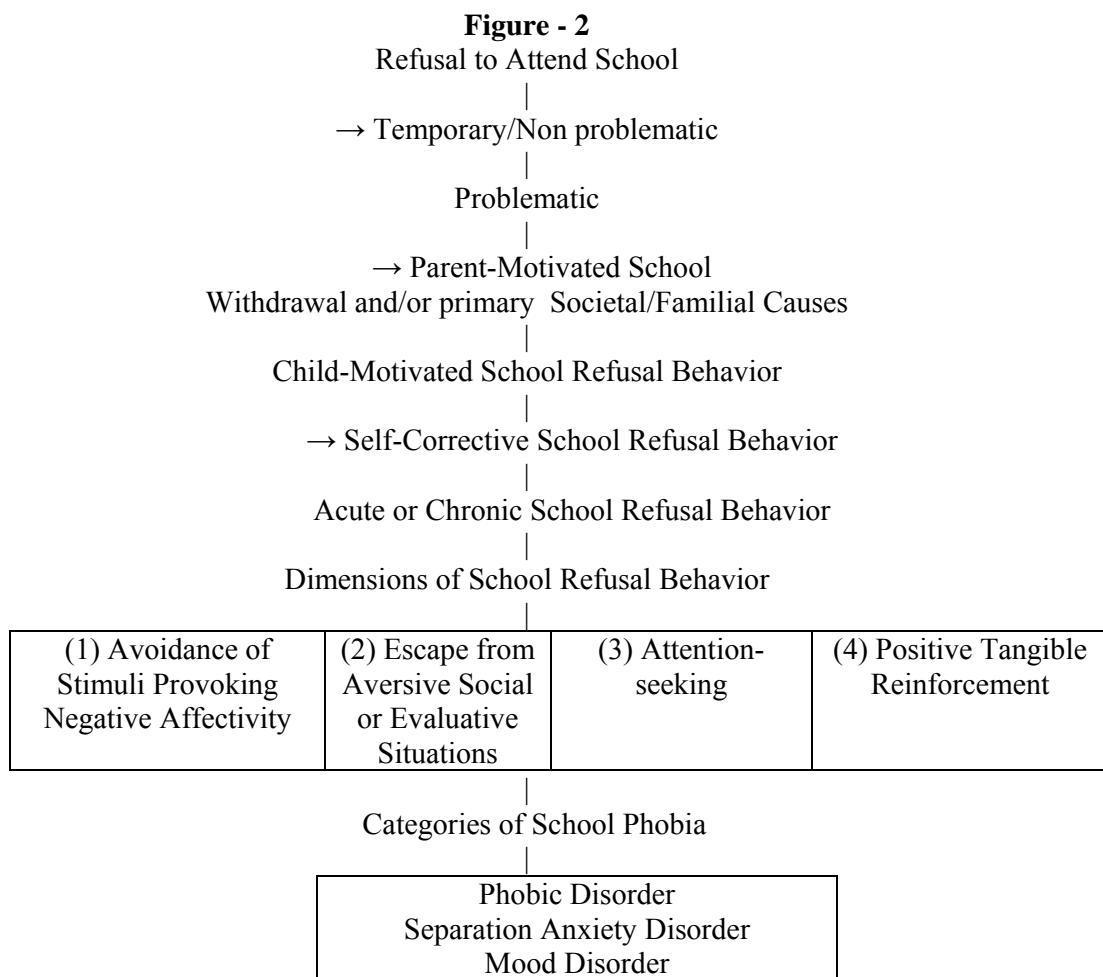 Figure - 2
Refusal to Attend School
|
→ Temporary/Non problematic
|
Problematic
|
→ Parent-Motivated School
Withdrawal and/or primary  Societal/Familial Causes
|
Child-Motivated School Refusal Behavior
|
→ Self-Corrective School Refusal Behavior
|
Acute or Chronic School Refusal Behavior
|
Dimensions of School Refusal Behavior
|
(1) Avoidance of
Stimuli Provoking
Negative Affectivity
(2) Escape from
Aversive Social
or Evaluative
Situations
(3) Attention-
seeking
(4) Positive Tangible
Reinforcement
|
Categories of School Phobia
|
Phobic Disorder
Separation Anxiety Disorder
Mood Disorder